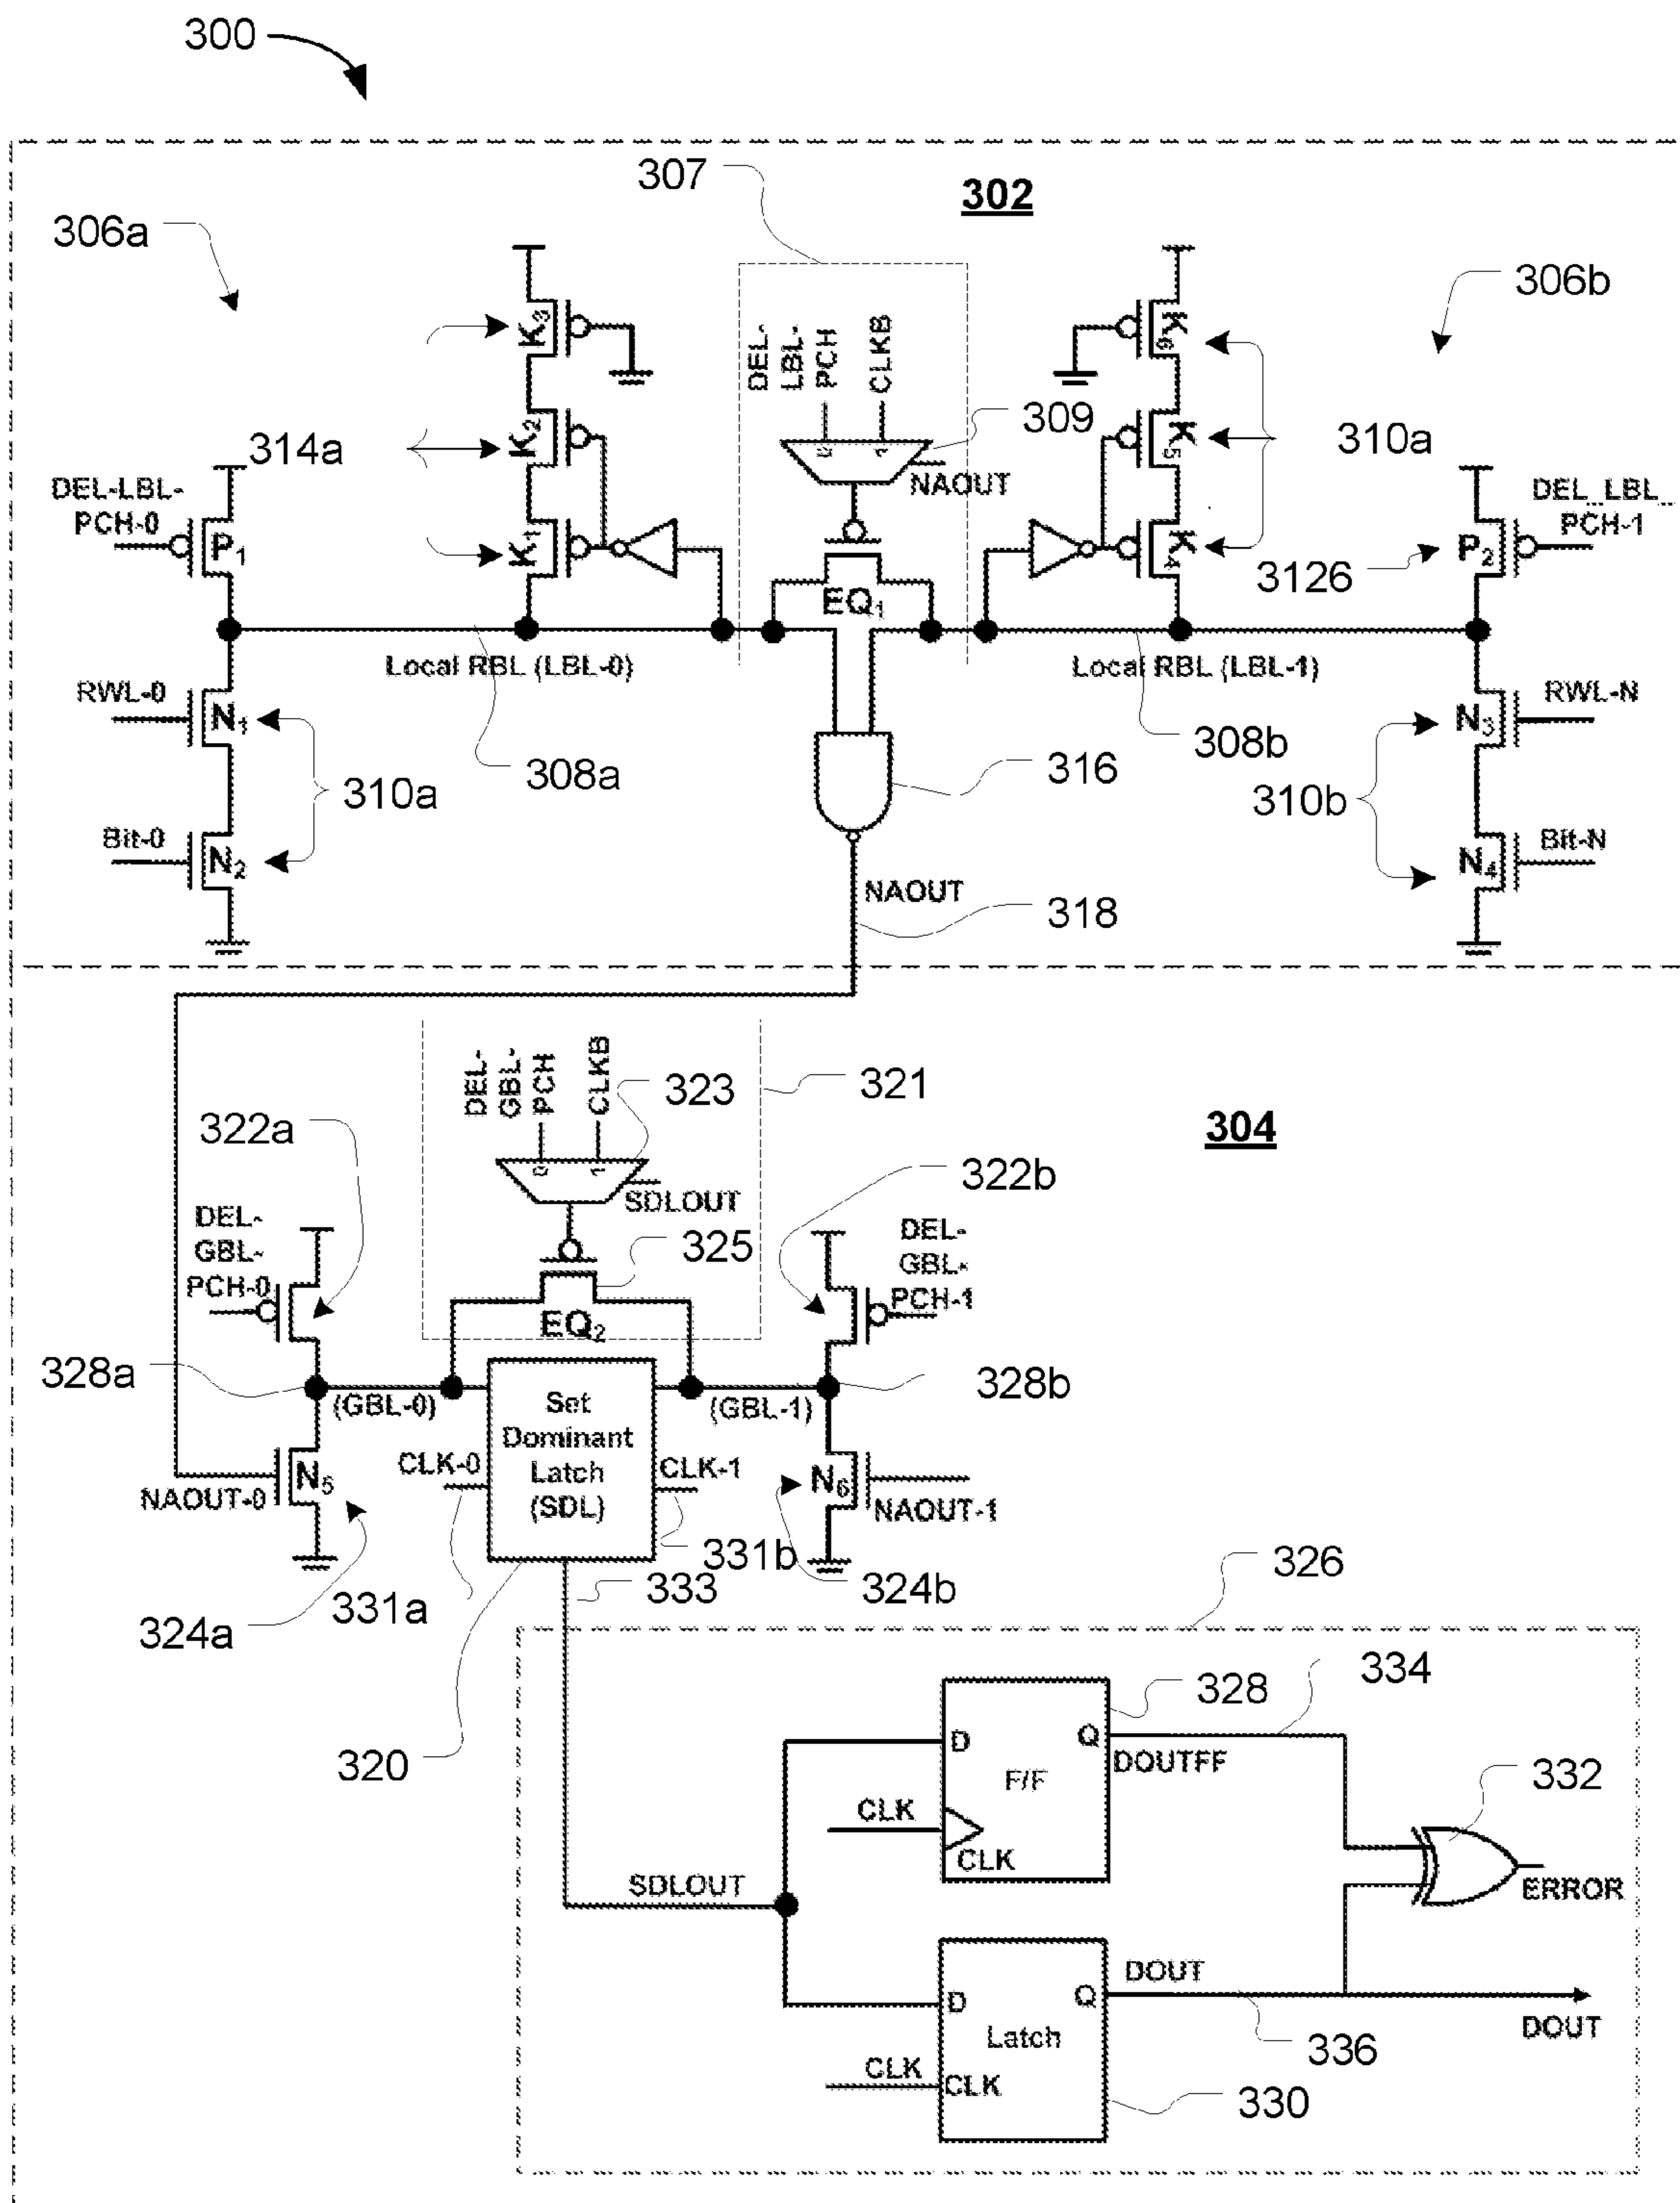 300
302
307
306a
306b
K3
K6
DEL-
LBL-
PCH
CLKB
0
1
309
NAOUT
314a
K2
K5
310a
DEL-LBL-
PCH-0
P1
K1
EQ1
K4
3126
P2
DEL_LBL_
PCH-1
Local RBL (LBL-0)
Local RBL (LBL-1)
RWL-0
N1
308a
310a
Bit-0
N2
316
308b
N3
RWL-N
310b
N4
Bit-N
NAOUT
318
DEL-
GBL-
PCH
CLKB
0
1
323
321
304
322a
SDLOUT
322b
DEL-
GBL-
PCH-0
325
EQ2
DEL-
GBL-
PCH-1
328a
(GBL-0)
Set
Dominant
Latch
(SDL)
(GBL-1)
328b
CLK-0
CLK-1
N5
NAOUT-0
N6
NAOUT-1
324a
331a
331b
333
324b
326
320
328
334
D
Q
F/F
DOUTFF
CLK
CLK
332
SDLOUT
ERROR
D
Q
Latch
DOUT
DOUT
CLK
CLK
336
330